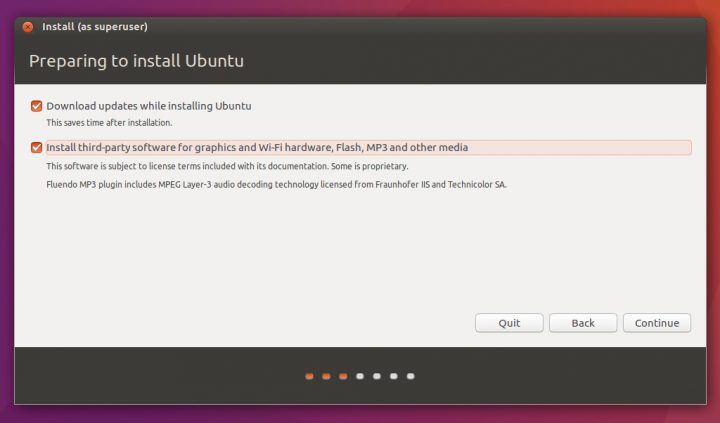 Install (as superuser)
Preparing to install Ubuntu
Download updates while installing Ubuntu
This saves time after installation.
Install third-party software for graphics and Wi-Fi hardware, Flash, MP3 and other media
This software is subject to license terms included with its documentation. Some is proprietary.
Fluendo MP3 plugin includes MPEG Layer-3 audio decoding technology licensed from Fraunhofer IIS and Technicolor SA.
Quit
Back
Continue